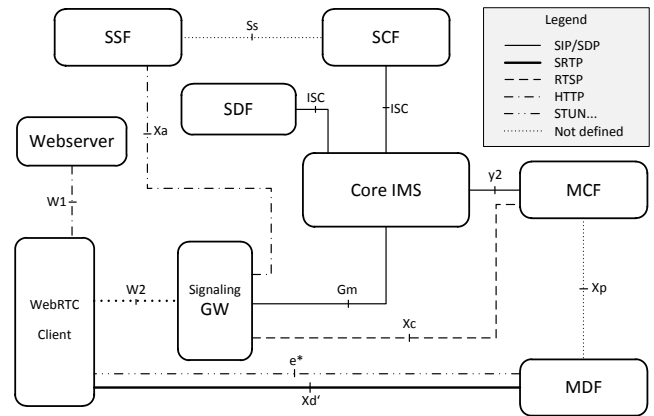 Legend
SIP/SDP
SRTP
RTSP
HTTP
STUN...
Not defined
SSF
Ss
SCF
SDF
ISC
ISC
Xa
Webserver
Core IMS
y2
MCF
W1
WebRTC
Client
W2
Signaling
GW
Gm
Xc
Xp
e*
Xd‘
MDF